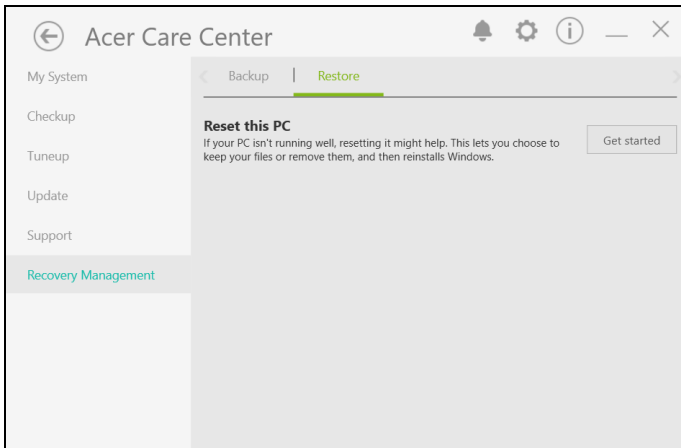 Acer Care Center
My System
Backup
Restore
Checkup
Reset this PC
If your PC isn't running well, resetting it might help. This lets you choose to
keep your files or remove them, and then reinstalls Windows.
Get started
Tuneup
Update
Support
Recovery Management